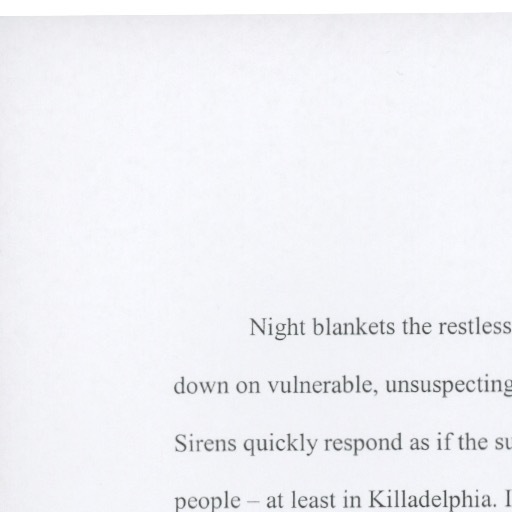 Night blankets the restless
down on vulnerable, unsuspecting
Sirens quickly respond as if the su
people – at least in Killadelphia. I